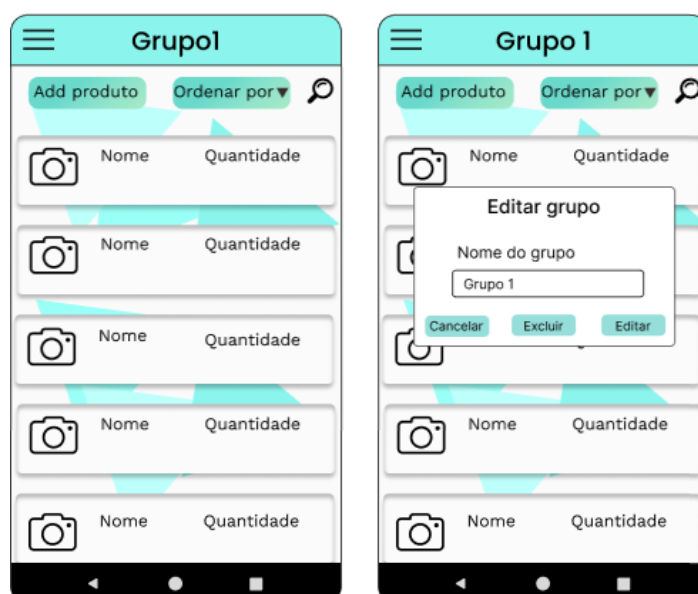 Grupo1
Add produto Ordenar por
Nome Quantidade
Nome Quantidade
Nome Quantidade
Nome Quantidade
Nome Quantidade
Grupo 1
Add produto Ordenar por
Nome Quantidade
Editar grupo
Nome do grupo
Grupo 1
Cancelar Excluir Editar
Nome Quantidade
Nome Quantidade